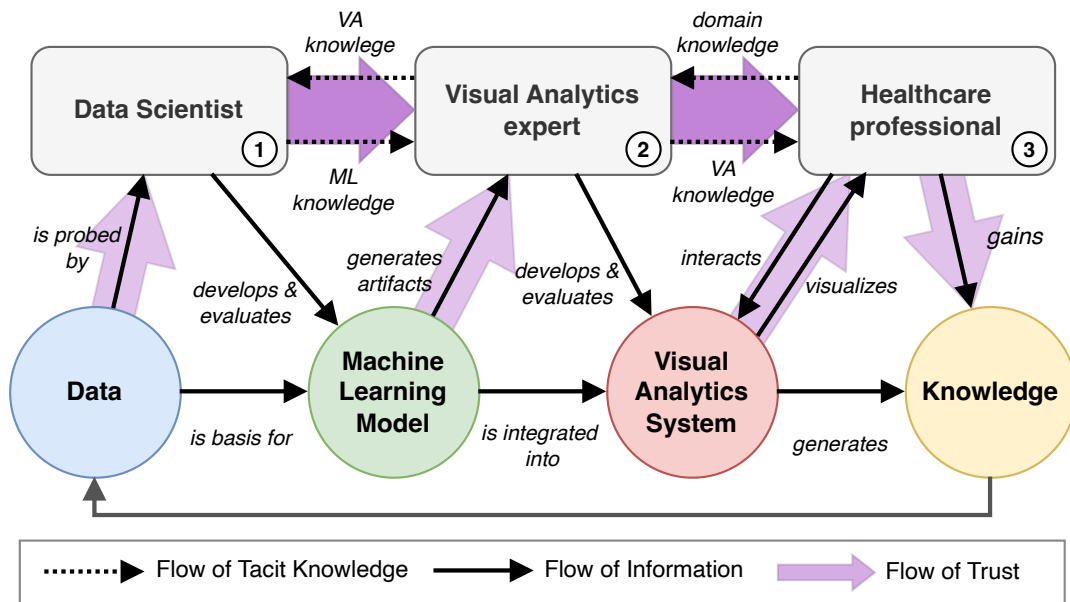 VA
knowlege
domain
knowledge
Data Scientist
1
Visual Analytics
expert
2
Healthcare
professional
3
ML
knowledge
VA
knowledge
is probed
by
develops &
evaluates
generates
artifacts
develops &
evaluates
interacts
visualizes
gains
Data
is basis for
Machine
Learning
Model
is integrated
into
Visual
Analytics
System
generates
Knowledge
Flow of Tacit Knowledge
Flow of Information
Flow of Trust